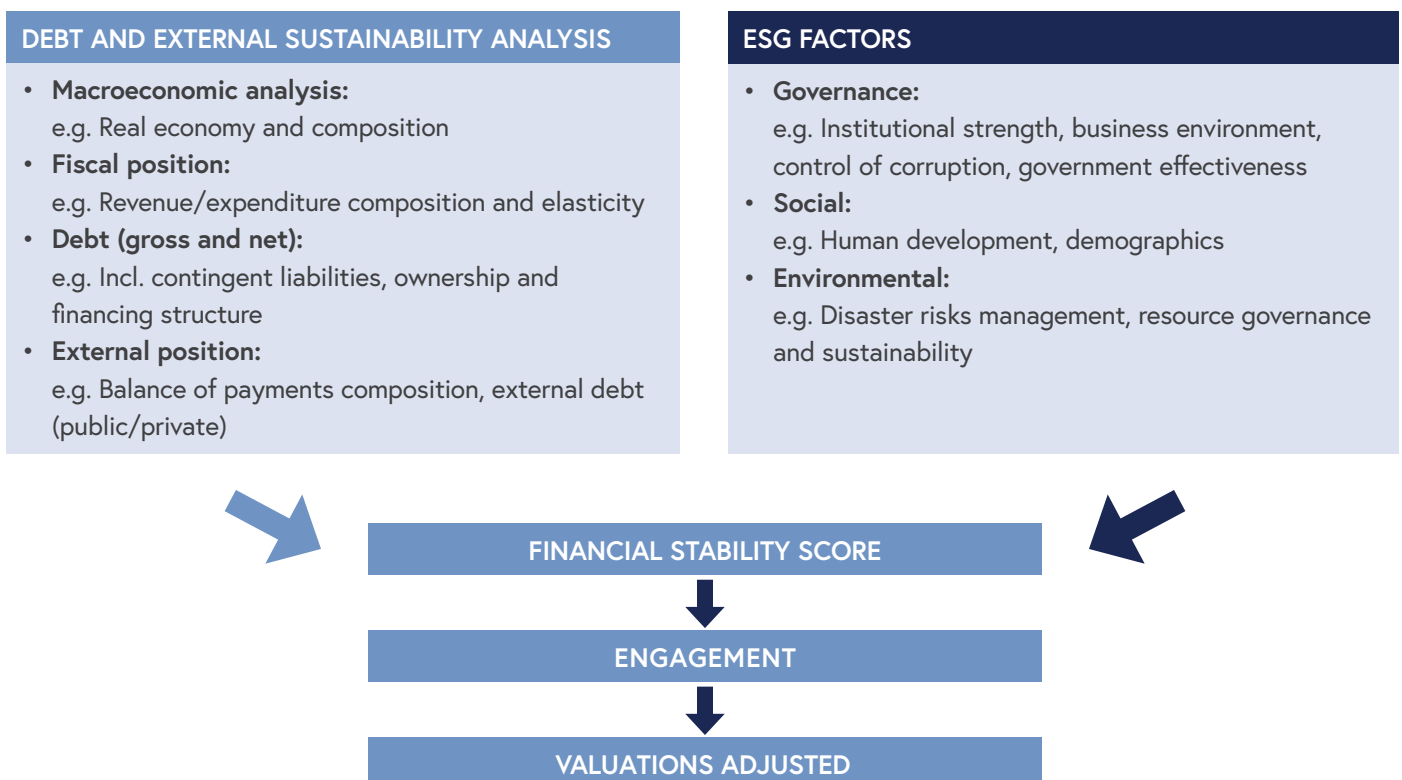 DEBT AND EXTERNAL SUSTAINABILITY ANALYSIS
• Macroeconomic analysis:
e.g. Real economy and composition
• Fiscal position:
e.g. Revenue/expenditure composition and elasticity
• Debt (gross and net):
e.g. Incl. contingent liabilities, ownership and
financing structure
• External position:
e.g. Balance of payments composition, external debt
(public/private)
ESG FACTORS
• Governance:
e.g. Institutional strength, business environment,
control of corruption, government effectiveness
• Social:
e.g. Human development, demographics
• Environmental:
e.g. Disaster risks management, resource governance
and sustainability
FINANCIAL STABILITY SCORE
ENGAGEMENT
VALUATIONS ADJUSTED